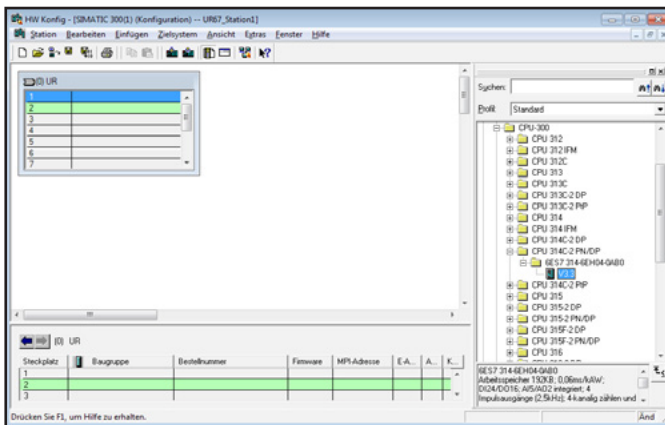 HW Konfig - [SIMATIC 300(1) (Konfiguration) -- UR67_Station1]
Station Bearbeiten Einfügen Zielsystem Ansicht Extras Fenster Hilfe
(0) UR
1
2
3
4
5
6
7
Suchen:
Profil: Standard
CPU-300
CPU 312
CPU 312 IFM
CPU 312C
CPU 313
CPU 313C
CPU 313C-2 DP
CPU 313C-2 PtP
CPU 314
CPU 314 IFM
CPU 314C-2 DP
CPU 314C-2 PN/DP
6ES7 314-6EH04-0AB0
V3.3
CPU 314C-2 PtP
CPU 315
CPU 315-2 DP
CPU 315-2 PN/DP
CPU 315F-2 DP
CPU 315F-2 PN/DP
CPU 316
(0) UR
Steckplatz Baugruppe Bestellnummer Firmware MPI-Adresse E-A... A... K...
1
2
3
6ES7 314-6EH04-0AB0
Arbeitsspeicher 192KB; 0,06ms/kAW;
DI24/DO16; AI5/AO2 integriert; 4
Impulsausgänge (2,5kHz); 4-kanalig zählen und
Drücken Sie F1, um Hilfe zu erhalten.
Änd